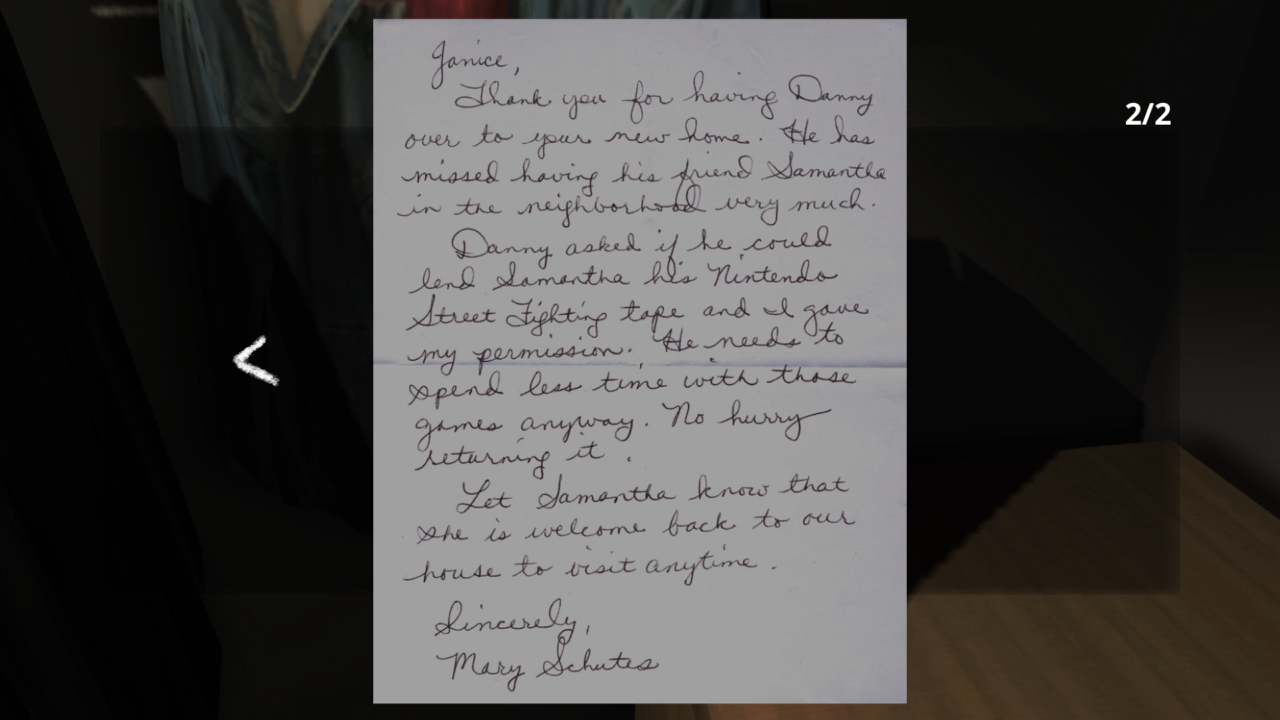 Janice,
Thank you for having Danny
over to your new home. He has
missed having his friend Samantha
in the neighborhood very much.
Danny asked if he could
lend Samantha his Nintendo
Street Fighting tape and I gave
my permission. He needs to
spend less time with those
games anyway. No hurry
returning it.
Let Samantha know that
she is welcome back to our
house to visit anytime.
Sincerely,
Mary Schutes
2/2